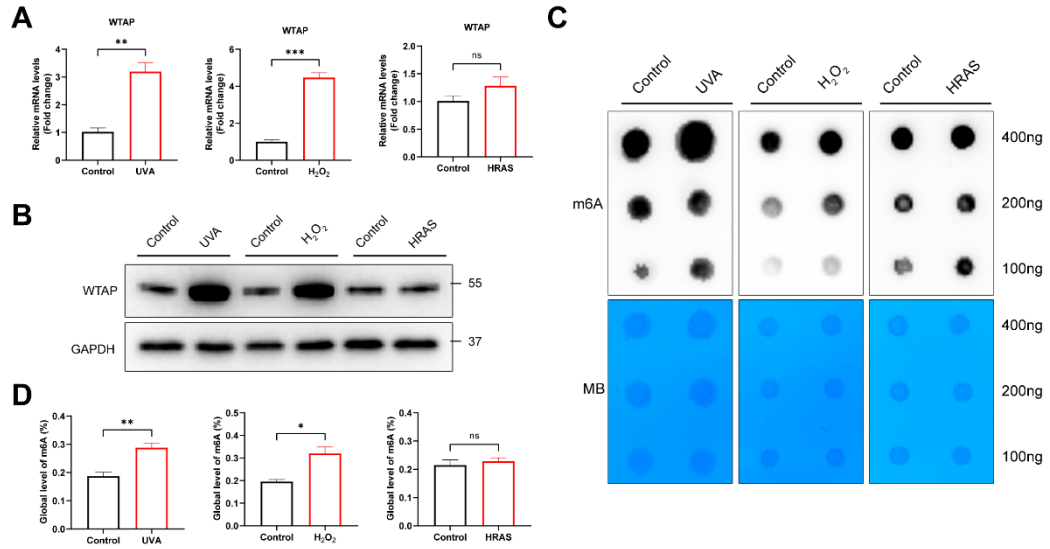 A
WTAP
Relative mRNA levels
(Fold change)
4
3
2
1
0
**
Control
UVA
WTAP
Relative mRNA levels
(Fold change)
6
4
2
0
***
Control
H₂O₂
WTAP
Relative mRNA levels
(Fold change)
2.0
1.5
1.0
0.5
0.0
ns
Control
HRAS
B
Control
UVA
Control
H₂O₂
Control
HRAS
WTAP
55
GAPDH
37
D
Global level of m6A (%)
0.4
0.3
0.2
0.1
0.0
**
Control
UVA
Global level of m6A (%)
0.5
0.4
0.3
0.2
0.1
0.0
*
Control
H₂O₂
Global level of m6A (%)
0.4
0.3
0.2
0.1
0.0
ns
Control
HRAS
C
Control
UVA
Control
H₂O₂
Control
HRAS
m6A
400ng
200ng
100ng
MB
400ng
200ng
100ng